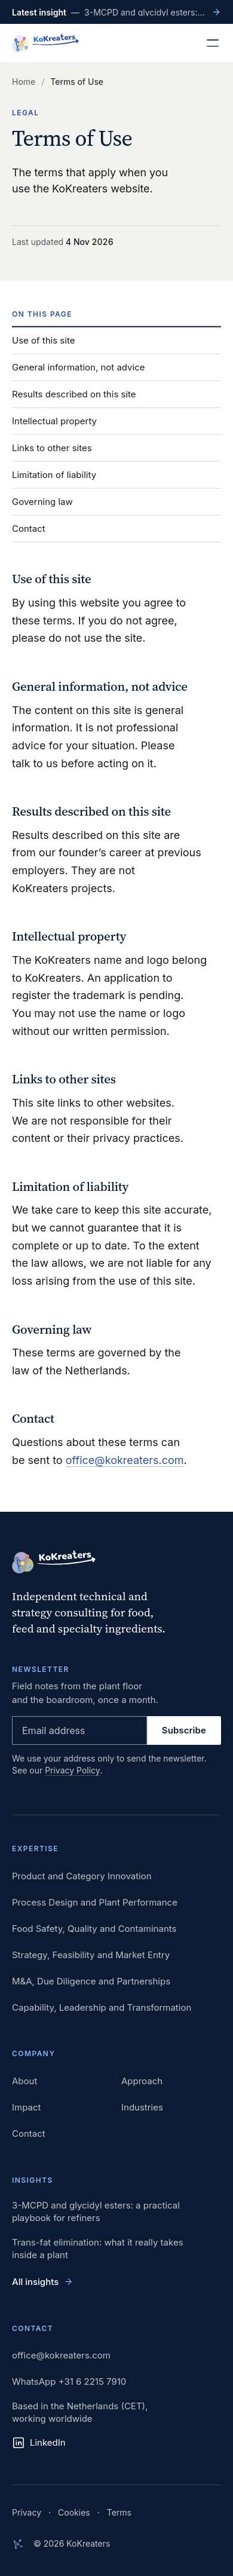 Latest insight — 3-MCPD and glycidyl esters:... →
KoKreaters
Home / Terms of Use
LEGAL
Terms of Use
The terms that apply when you
use the KoKreaters website.
Last updated 4 Nov 2026
ON THIS PAGE
Use of this site
General information, not advice
Results described on this site
Intellectual property
Links to other sites
Limitation of liability
Governing law
Contact
Use of this site
By using this website you agree to
these terms. If you do not agree,
please do not use the site.
General information, not advice
The content on this site is general
information. It is not professional
advice for your situation. Please
talk to us before acting on it.
Results described on this site
Results described on this site are
from our founder’s career at previous
employers. They are not
KoKreaters projects.
Intellectual property
The KoKreaters name and logo belong
to KoKreaters. An application to
register the trademark is pending.
You may not use the name or logo
without our written permission.
Links to other sites
This site links to other websites.
We are not responsible for their
content or their privacy practices.
Limitation of liability
We take care to keep this site accurate,
but we cannot guarantee that it is
complete or up to date. To the extent
the law allows, we are not liable for any
loss arising from the use of this site.
Governing law
These terms are governed by the
law of the Netherlands.
Contact
Questions about these terms can
be sent to office@kokreaters.com.
KoKreaters
Independent technical and
strategy consulting for food,
feed and specialty ingredients.
NEWSLETTER
Field notes from the plant floor
and the boardroom, once a month.
Email address Subscribe
We use your address only to send the newsletter.
See our Privacy Policy.
EXPERTISE
Product and Category Innovation
Process Design and Plant Performance
Food Safety, Quality and Contaminants
Strategy, Feasibility and Market Entry
M&A, Due Diligence and Partnerships
Capability, Leadership and Transformation
COMPANY
About Approach
Impact Industries
Contact
INSIGHTS
3-MCPD and glycidyl esters: a practical
playbook for refiners
Trans-fat elimination: what it really takes
inside a plant
All insights →
CONTACT
office@kokreaters.com
WhatsApp +31 6 2215 7910
Based in the Netherlands (CET),
working worldwide
LinkedIn
Privacy · Cookies · Terms
© 2026 KoKreaters